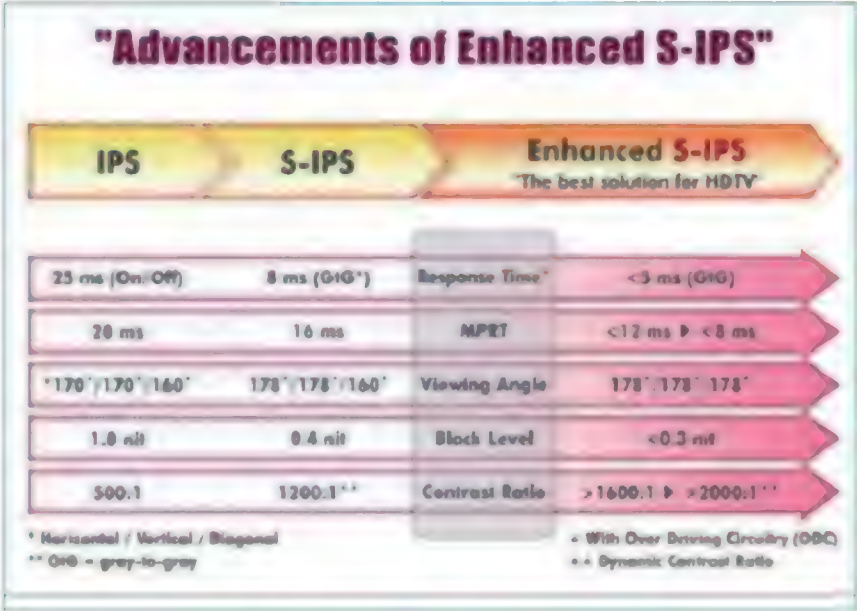 "Advancements of Enhanced S-IPS"
IPS S-IPS Enhanced S-IPS
"The best solution for HDTV"
25 ms (On/Off) 8 ms (GtG*) Response Time* <5 ms (GtG)
20 ms 16 ms MPRT <12 ms ▶ <8 ms
*170°/170°/160° 178°/178°/160° Viewing Angle 178°/178°/178°
1.0 nit 0.4 nit Black Level <0.3 nit
500:1 1200:1** Contrast Ratio >1600:1 ▶ >2000:1**
* Horizontal / Vertical / Diagonal
** GtG = gray-to-gray
* With Over Driving Circuitry (ODC)
** Dynamic Contrast Ratio